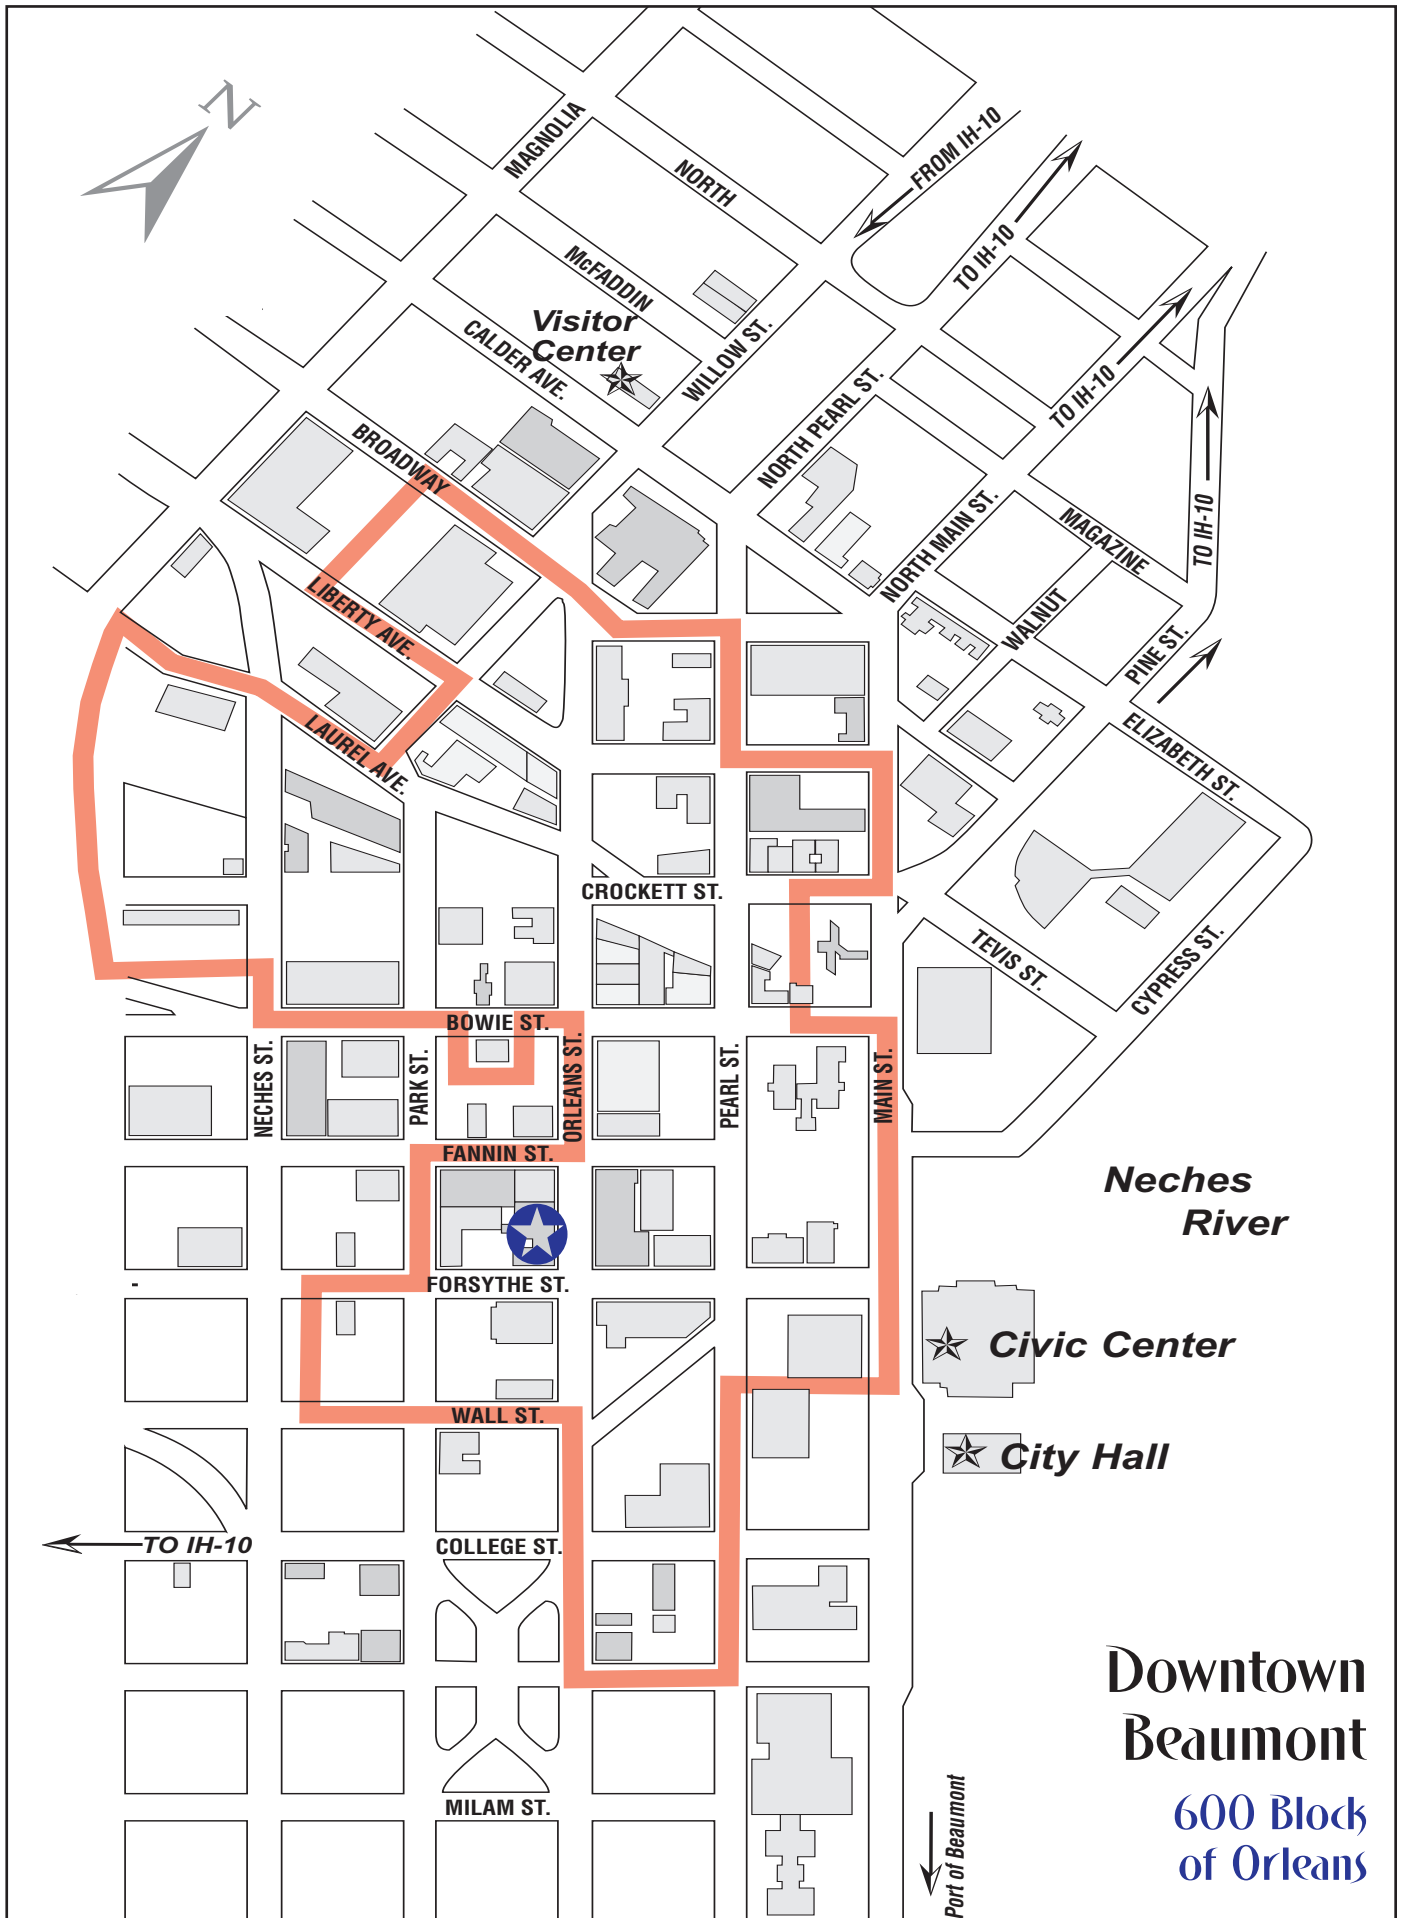 N
MAGNOLIA
NORTH
FROM IH-10
McFADDIN
TO IH-10
Visitor
Center
CALDER AVE.
WILLOW ST.
TO IH-10
NORTH PEARL ST.
BROADWAY
NORTH MAIN ST.
MAGAZINE
TO IH-10
LIBERTY AVE.
WALNUT
PINE ST.
LAUREL AVE.
ELIZABETH ST.
CROCKETT ST.
TEVIS ST.
CYPRESS ST.
BOWIE ST.
NECHES ST.
PARK ST.
ORLEANS ST.
PEARL ST.
MAIN ST.
FANNIN ST.
Neches
River
FORSYTHE ST.
Civic Center
WALL ST.
City Hall
TO IH-10
COLLEGE ST.
Downtown
Beaumont
MILAM ST.
Port of Beaumont
600 Block
of Orleans